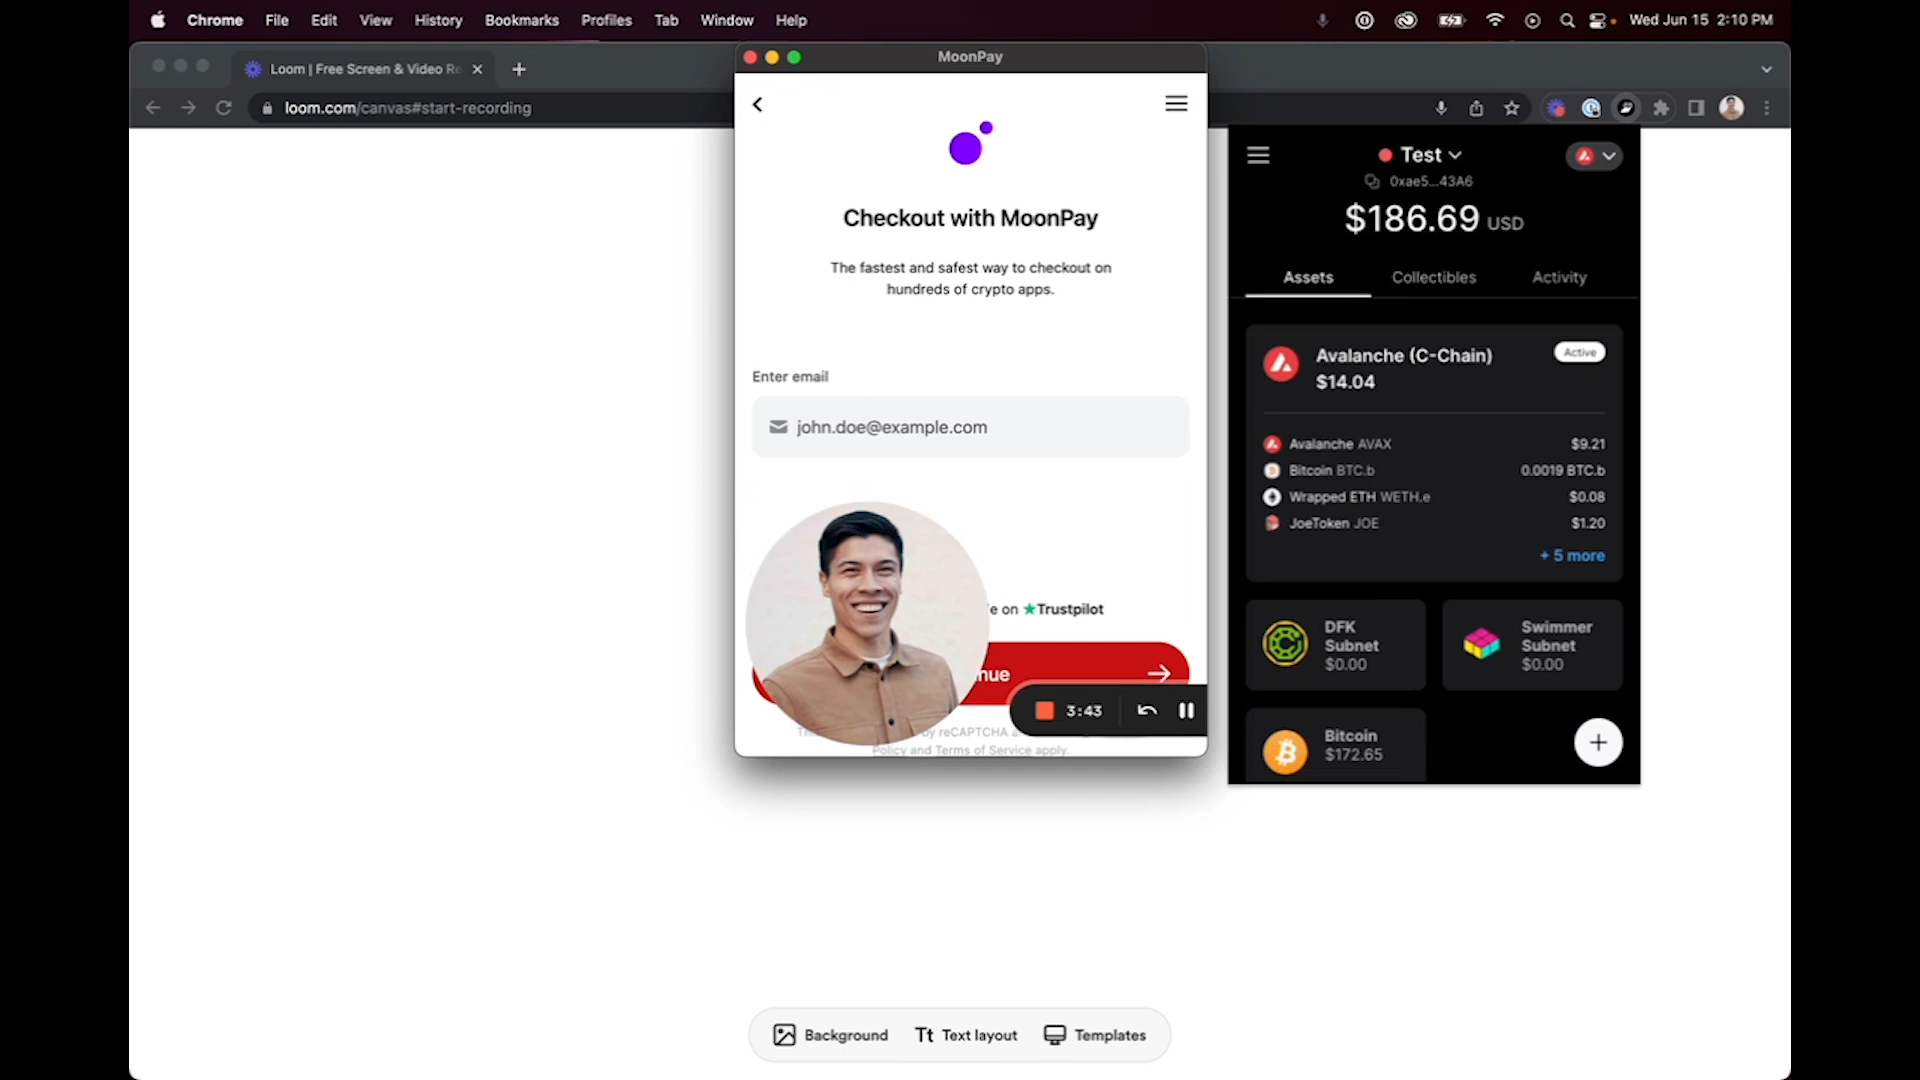 Chrome File Edit View History Bookmarks Profiles Tab Window Help Wed Jun 15 2:10 PM
Loom | Free Screen & Video Re
loom.com/canvas#start-recording
MoonPay
Checkout with MoonPay
The fastest and safest way to checkout on
hundreds of crypto apps.
Enter email
john.doe@example.com
on ★Trustpilot
nue
3:43
by reCAPTCHA
Policy and Terms of Service apply.
Test
0xae5...43A6
$186.69 USD
Assets Collectibles Activity
Avalanche (C-Chain) Active
$14.04
Avalanche AVAX $9.21
Bitcoin BTC.b 0.0019 BTC.b
Wrapped ETH WETH.e $0.08
JoeToken JOE $1.20
+ 5 more
DFK
Subnet
$0.00
Swimmer
Subnet
$0.00
Bitcoin
$172.65
Background Tt Text layout Templates